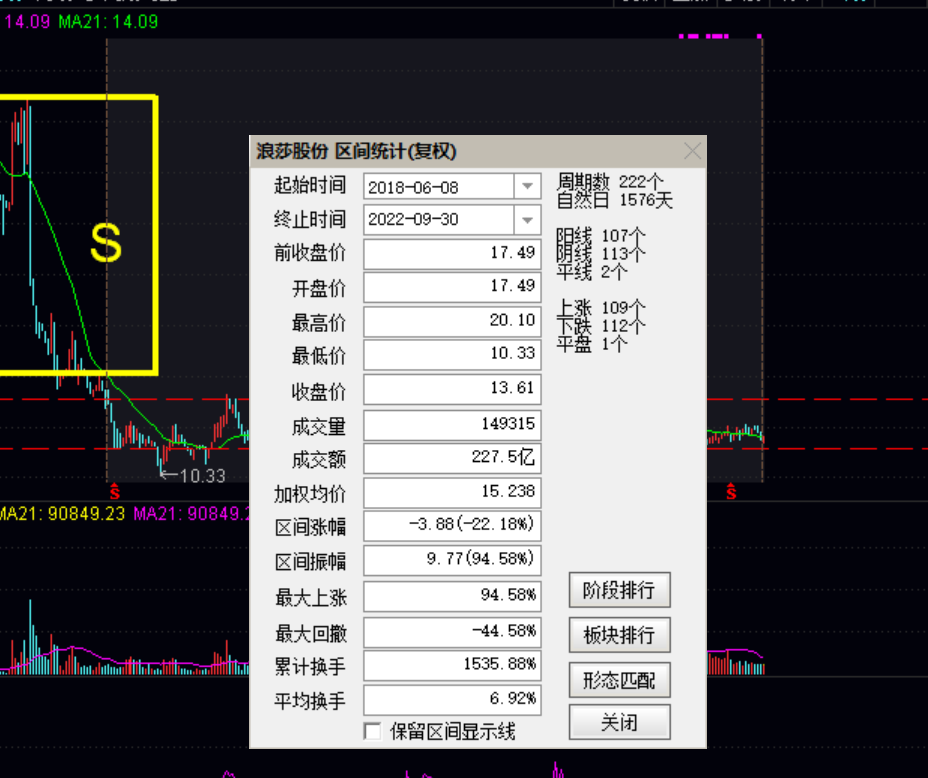 14.09 MA21: 14.09
S
浪莎股份 区间统计(复权)
起始时间 2018-06-08
终止时间 2022-09-30
前收盘价 17.49
开盘价 17.49
最高价 20.10
最低价 10.33
收盘价 13.61
成交量 149315
成交额 227.5亿
加权均价 15.238
区间涨幅 -3.88(-22.18%)
区间振幅 9.77(94.58%)
最大上涨 94.58%
最大回撤 -44.58%
累计换手 1535.88%
平均换手 6.92%
保留区间显示线
周期数 222个
自然日 1576天
阳线 107个
阴线 113个
平线 2个
上涨 109个
下跌 112个
平盘 1个
阶段排行
板块排行
形态匹配
关闭
←10.33
S
S
MA21: 90849.23 MA21: 90849.2